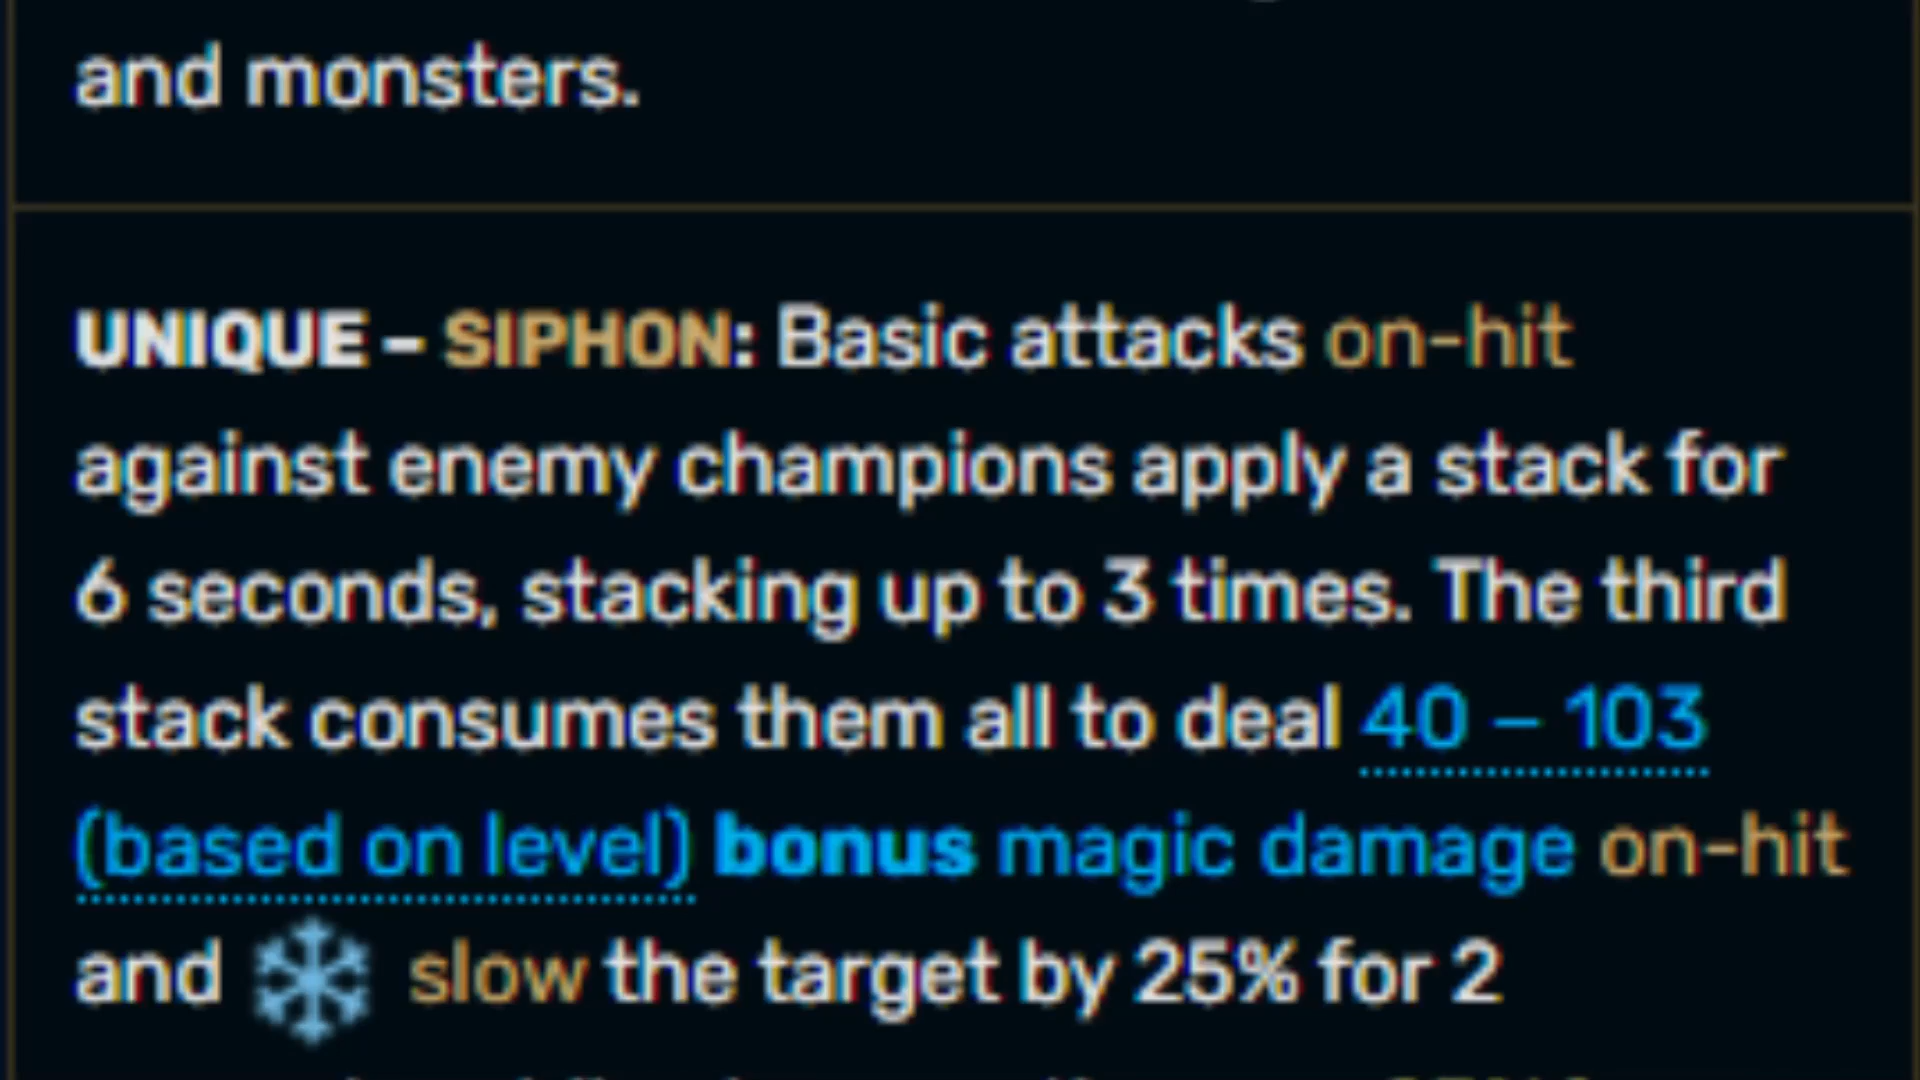 and monsters.
UNIQUE – SIPHON: Basic attacks on-hit
against enemy champions apply a stack for
6 seconds, stacking up to 3 times. The third
stack consumes them all to deal 40 – 103
(based on level) bonus magic damage on-hit
and slow the target by 25% for 2